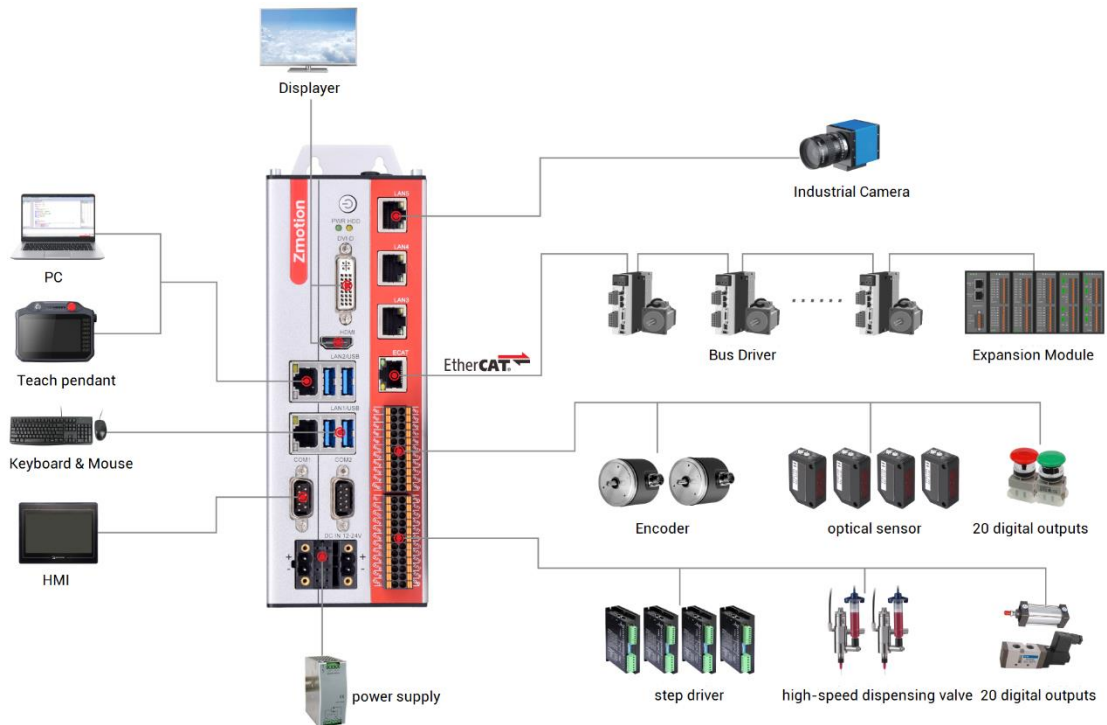 Displayer
Industrial Camera
PC
Teach pendant
Keyboard & Mouse
HMI
Zmotion
PWR HDD
DVI-D
HDMI
LAN5
LAN4
LAN3
ECAT
LAN2/USB
LAN1/USB
COM1
COM2
DC IN 12-24V
+
-
+
-
EtherCAT
Bus Driver
Expansion Module
Encoder
optical sensor
20 digital outputs
step driver
high-speed dispensing valve
20 digital outputs
power supply